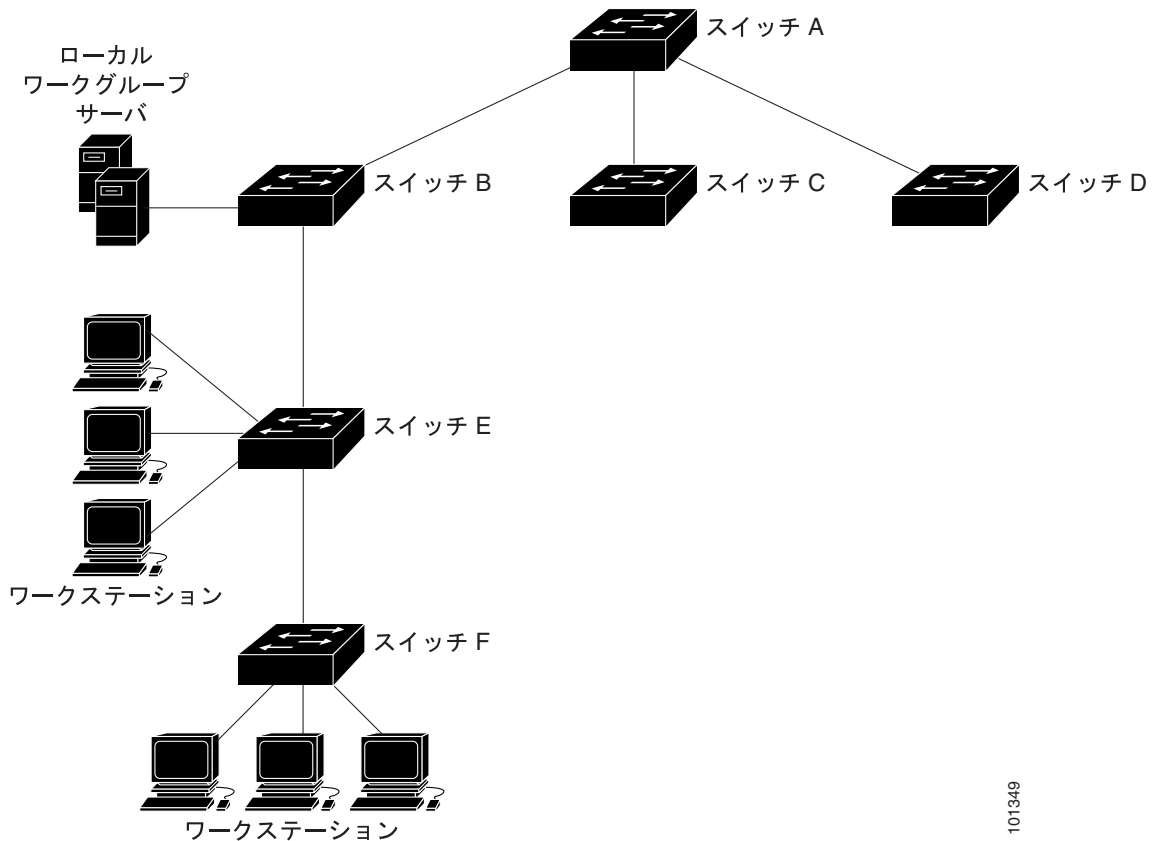 スイッチ A
ローカル
ワークグループ
サーバ
スイッチ B
スイッチ C
スイッチ D
スイッチ E
ワークステーション
スイッチ F
ワークステーション
101349